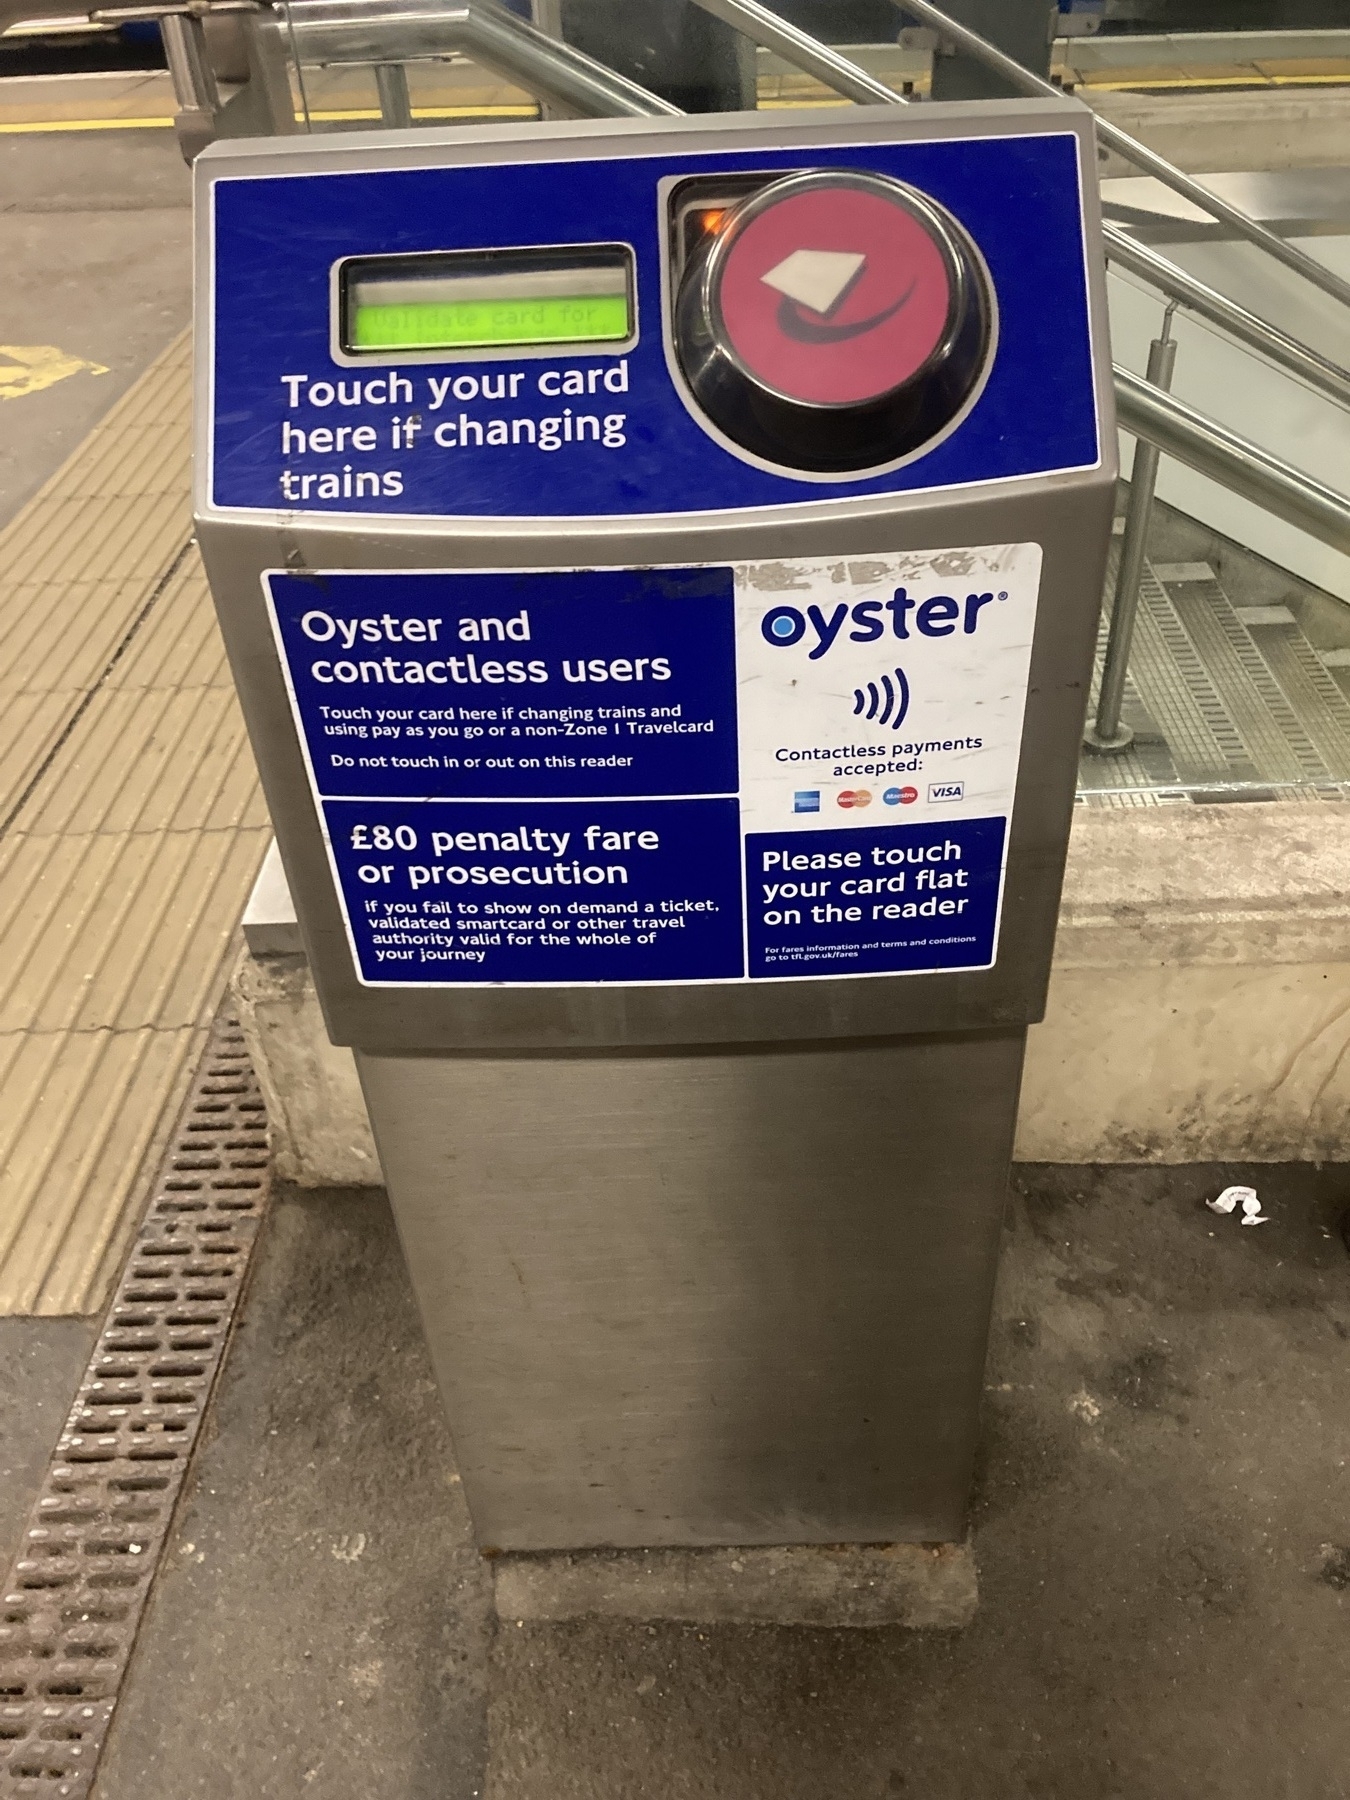 Validate card for
Touch your card
here if changing
trains
Oyster and
contactless users
Touch your card here if changing trains and
using pay as you go or a non-Zone 1 Travelcard
Do not touch in or out on this reader
£80 penalty fare
or prosecution
if you fail to show on demand a ticket,
validated smartcard or other travel
authority valid for the whole of
your journey
oyster®
Contactless payments
accepted:
MasterCard Maestro VISA
Please touch
your card flat
on the reader
For fares information and terms and conditions
go to tfl.gov.uk/fares